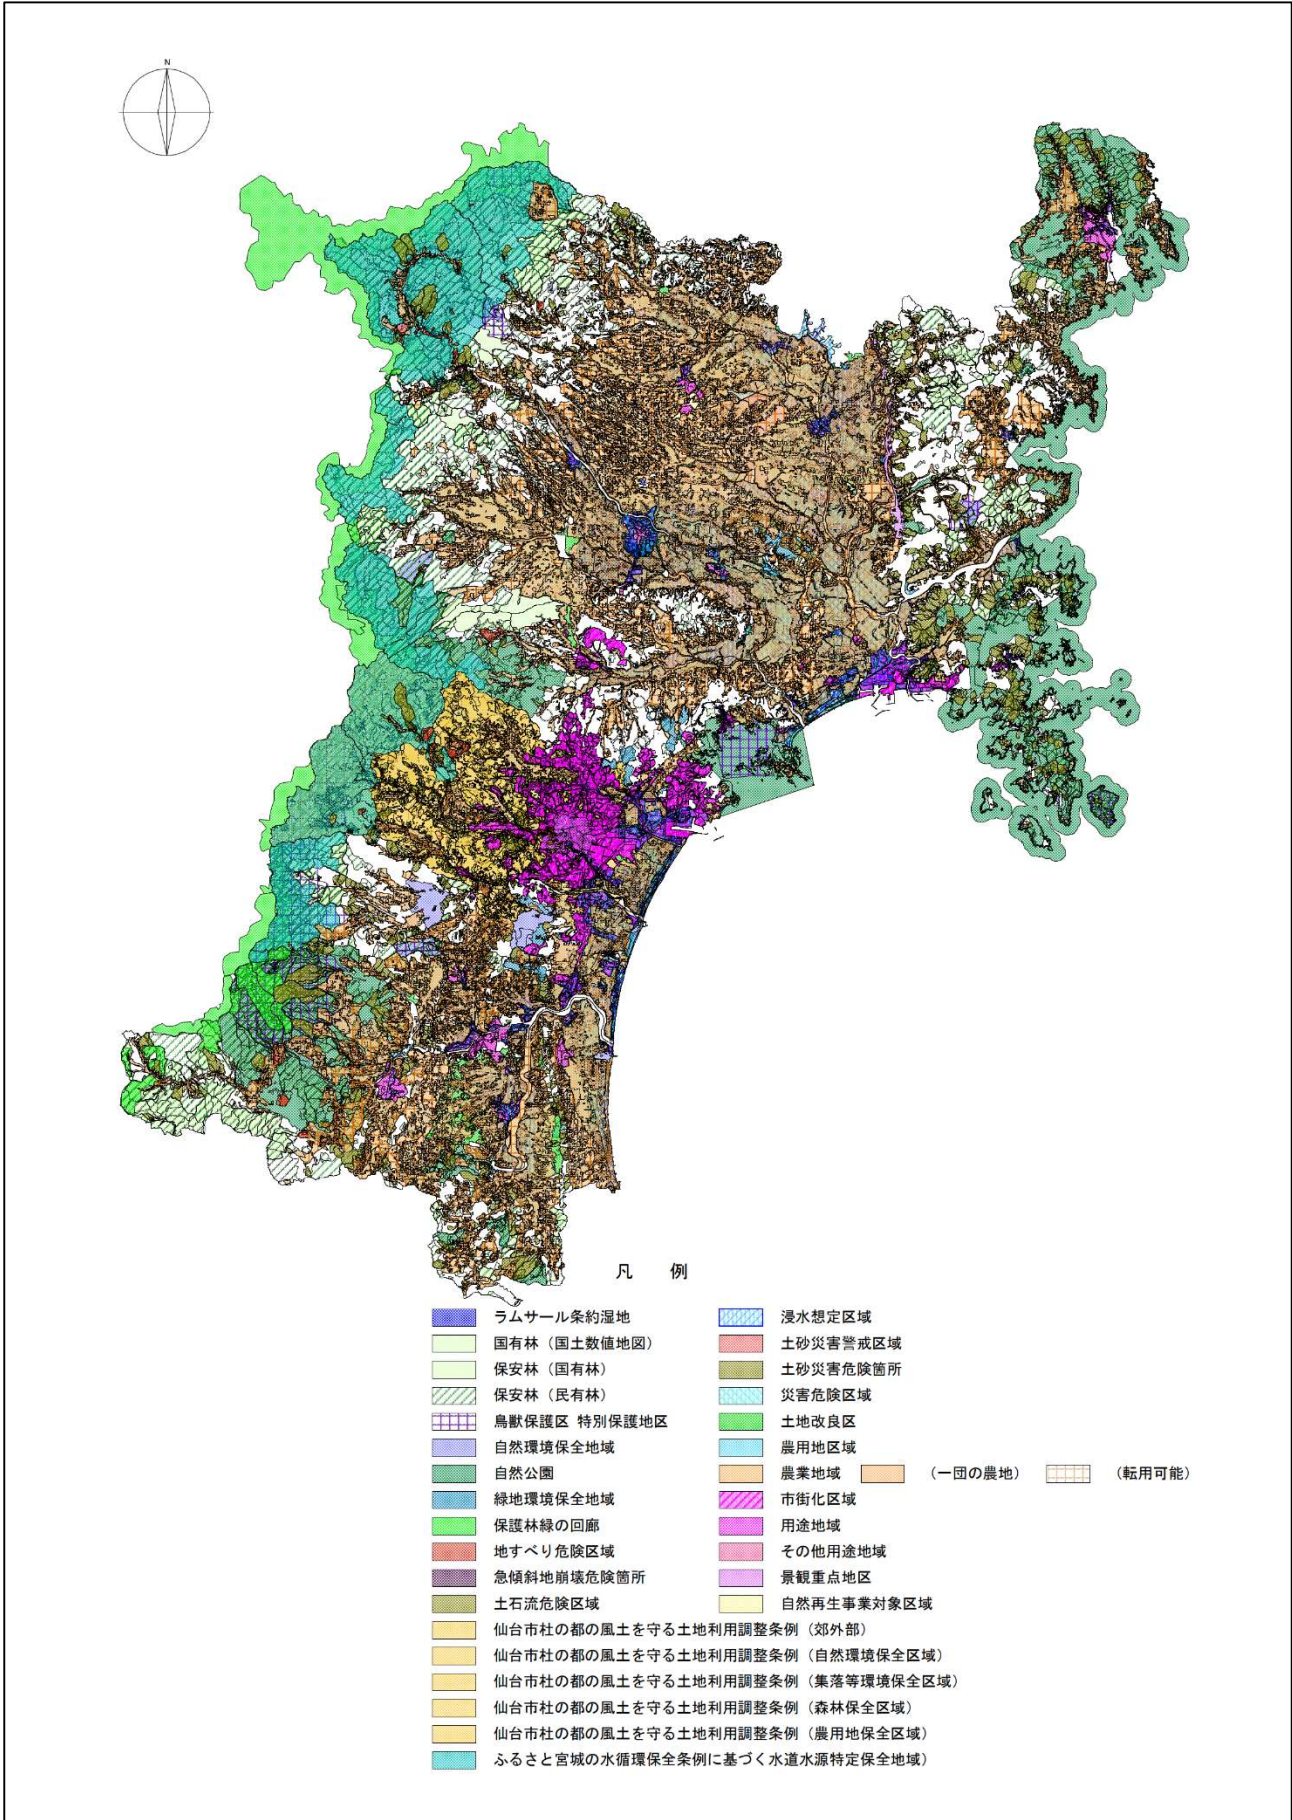 N
凡 例
ラムサール条約湿地
国有林（国土数値地図）
保安林（国有林）
保安林（民有林）
鳥獣保護区 特別保護地区
自然環境保全地域
自然公園
緑地環境保全地域
保護林緑の回廊
地すべり危険区域
急傾斜地崩壊危険箇所
土石流危険区域
仙台市杜の都の風土を守る土地利用調整条例（郊外部）
仙台市杜の都の風土を守る土地利用調整条例（自然環境保全区域）
仙台市杜の都の風土を守る土地利用調整条例（集落等環境保全区域）
仙台市杜の都の風土を守る土地利用調整条例（森林保全区域）
仙台市杜の都の風土を守る土地利用調整条例（農用地保全区域）
ふるさと宮城の水循環保全条例に基づく水道水源特定保全地域）
浸水想定区域
土砂災害警戒区域
土砂災害危険箇所
災害危険区域
土地改良区
農用地区域
農業地域 （一団の農地） （転用可能）
市街化区域
用途地域
その他用途地域
景観重点地区
自然再生事業対象区域